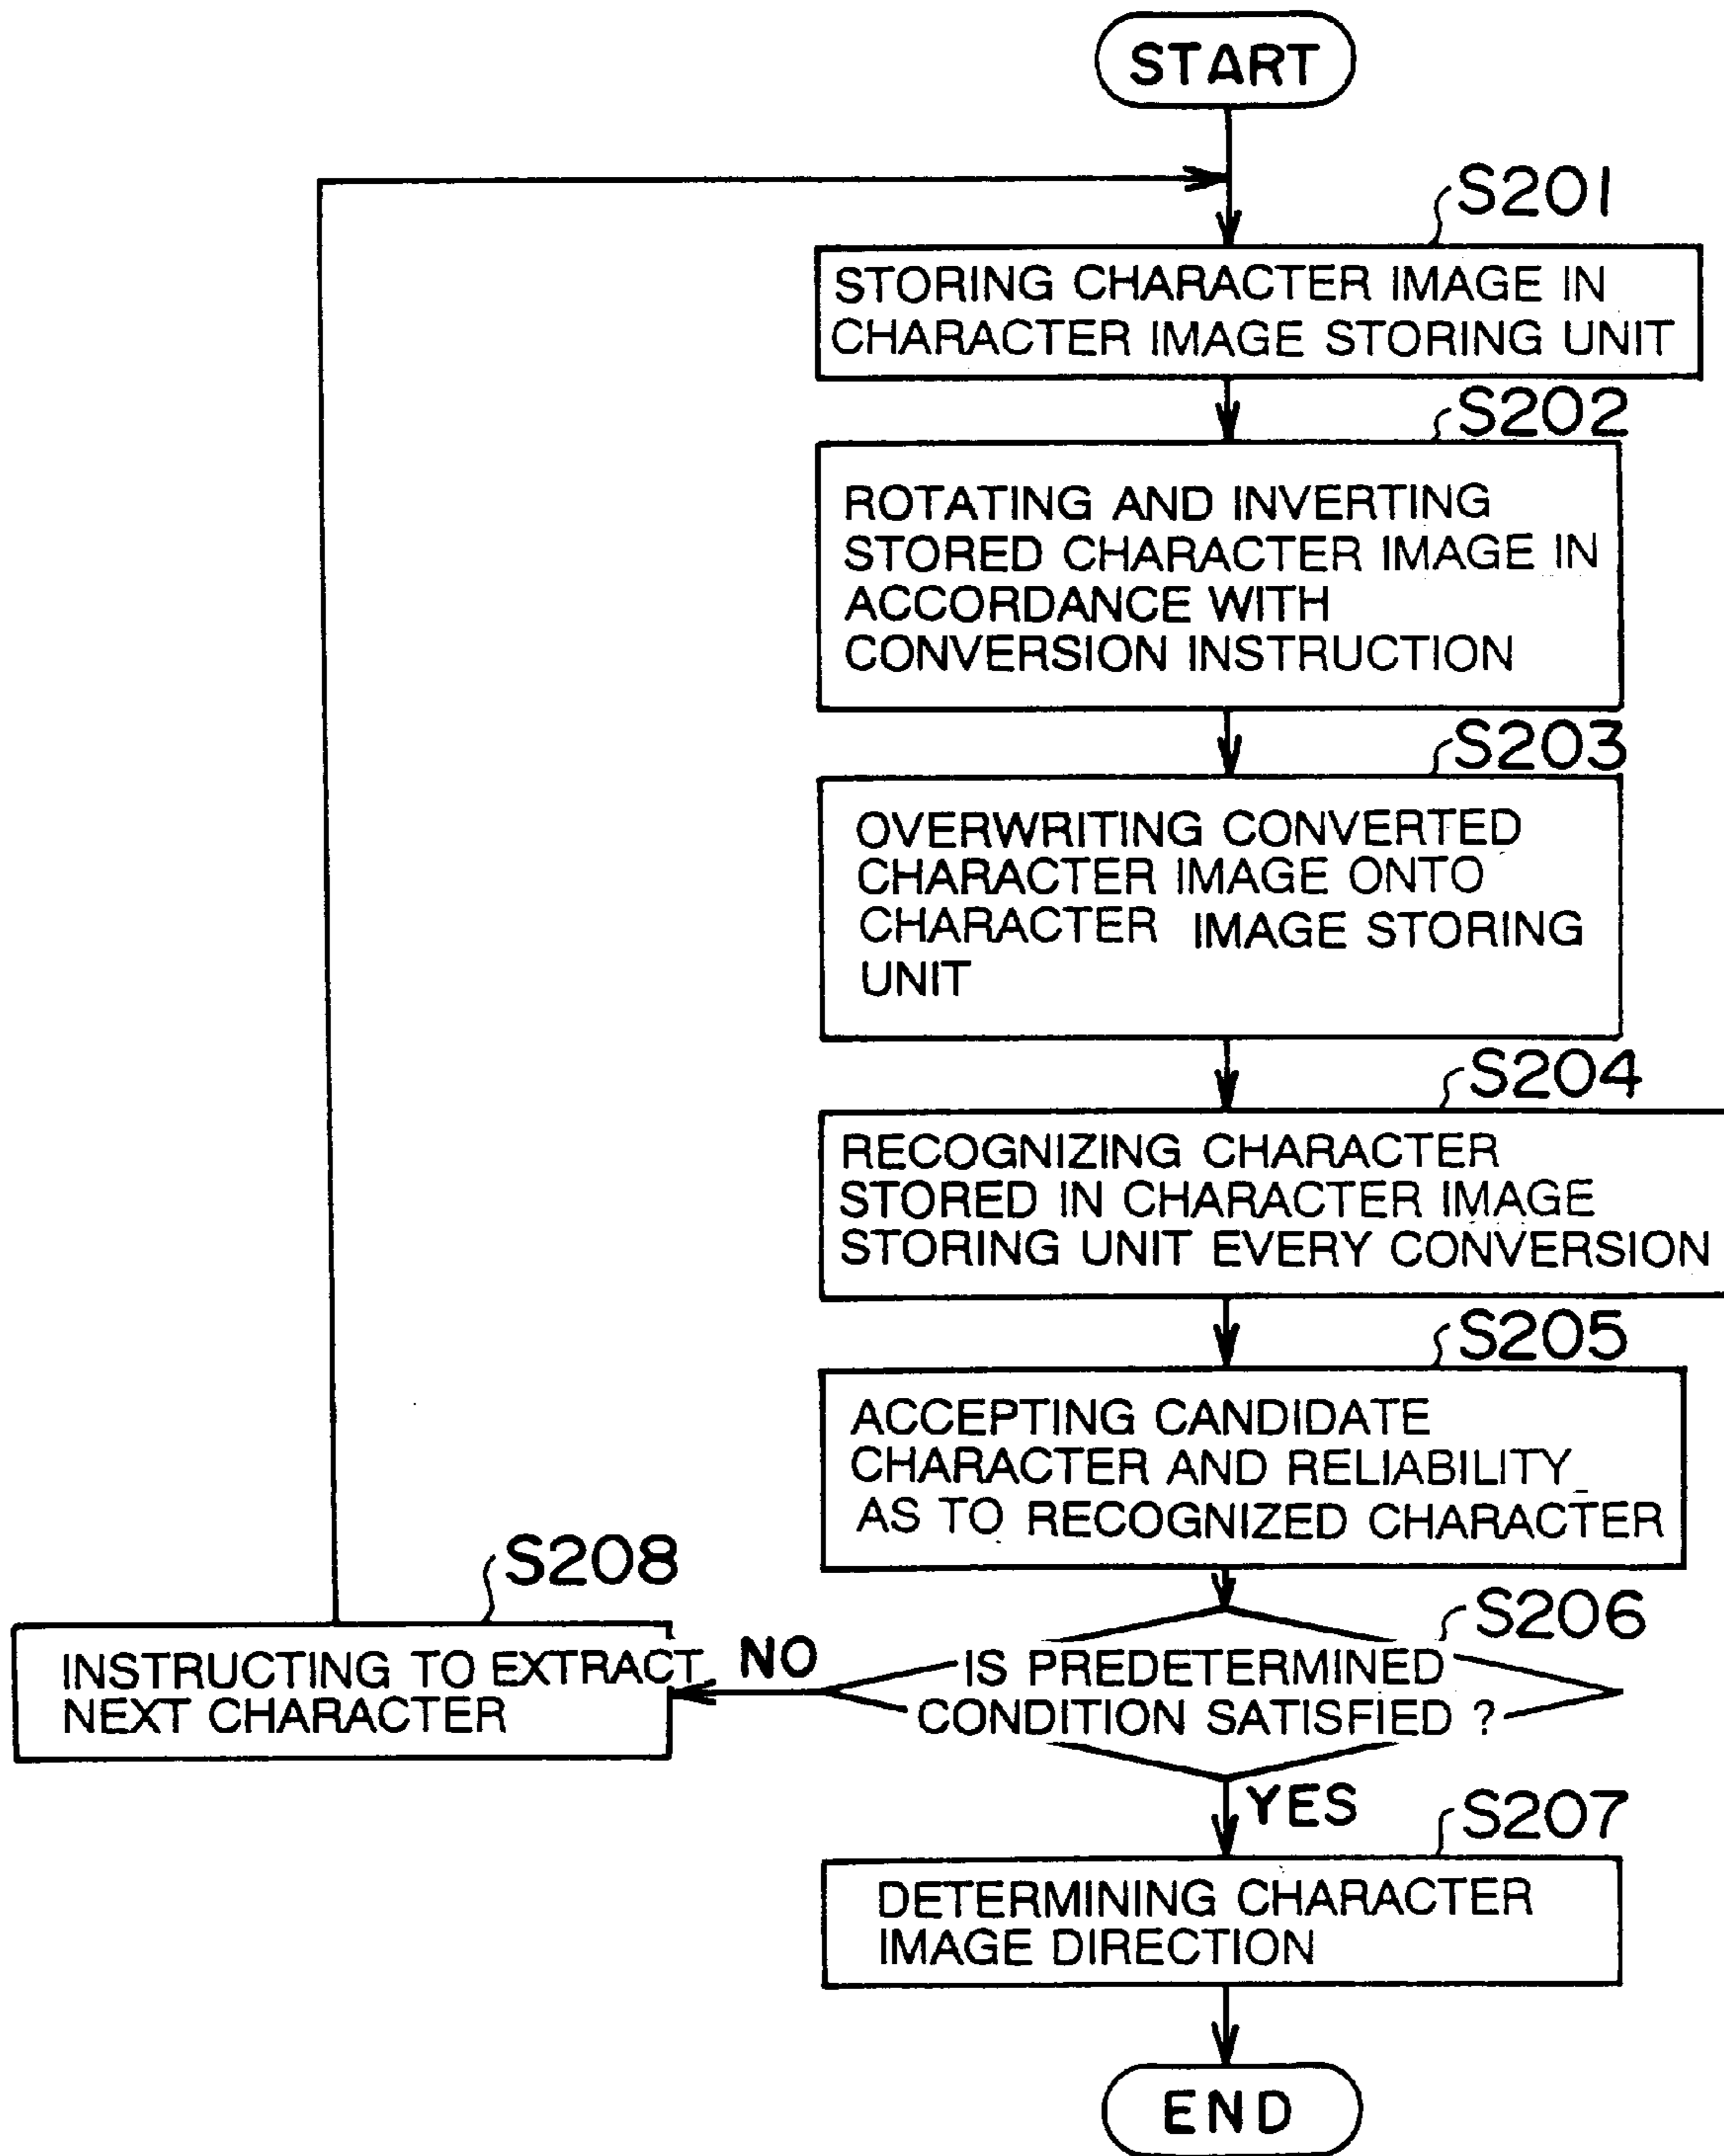 START
S201
STORING CHARACTER IMAGE IN
CHARACTER IMAGE STORING UNIT
S202
ROTATING AND INVERTING
STORED CHARACTER IMAGE IN
ACCORDANCE WITH
CONVERSION INSTRUCTION
S203
OVERWRITING CONVERTED
CHARACTER IMAGE ONTO
CHARACTER IMAGE STORING
UNIT
S204
RECOGNIZING CHARACTER
STORED IN CHARACTER IMAGE
STORING UNIT EVERY CONVERSION
S205
ACCEPTING CANDIDATE
CHARACTER AND RELIABILITY
AS TO RECOGNIZED CHARACTER
S206
IS PREDETERMINED
CONDITION SATISFIED ?
NO
S208
INSTRUCTING TO EXTRACT
NEXT CHARACTER
YES
S207
DETERMINING CHARACTER
IMAGE DIRECTION
END